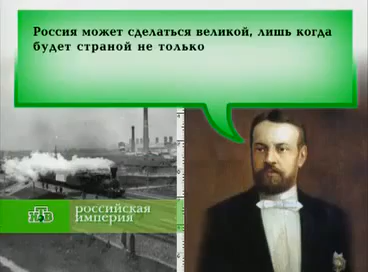 Россия может сделаться великой, лишь когда
будет страной не только
НТВ
российская
империя